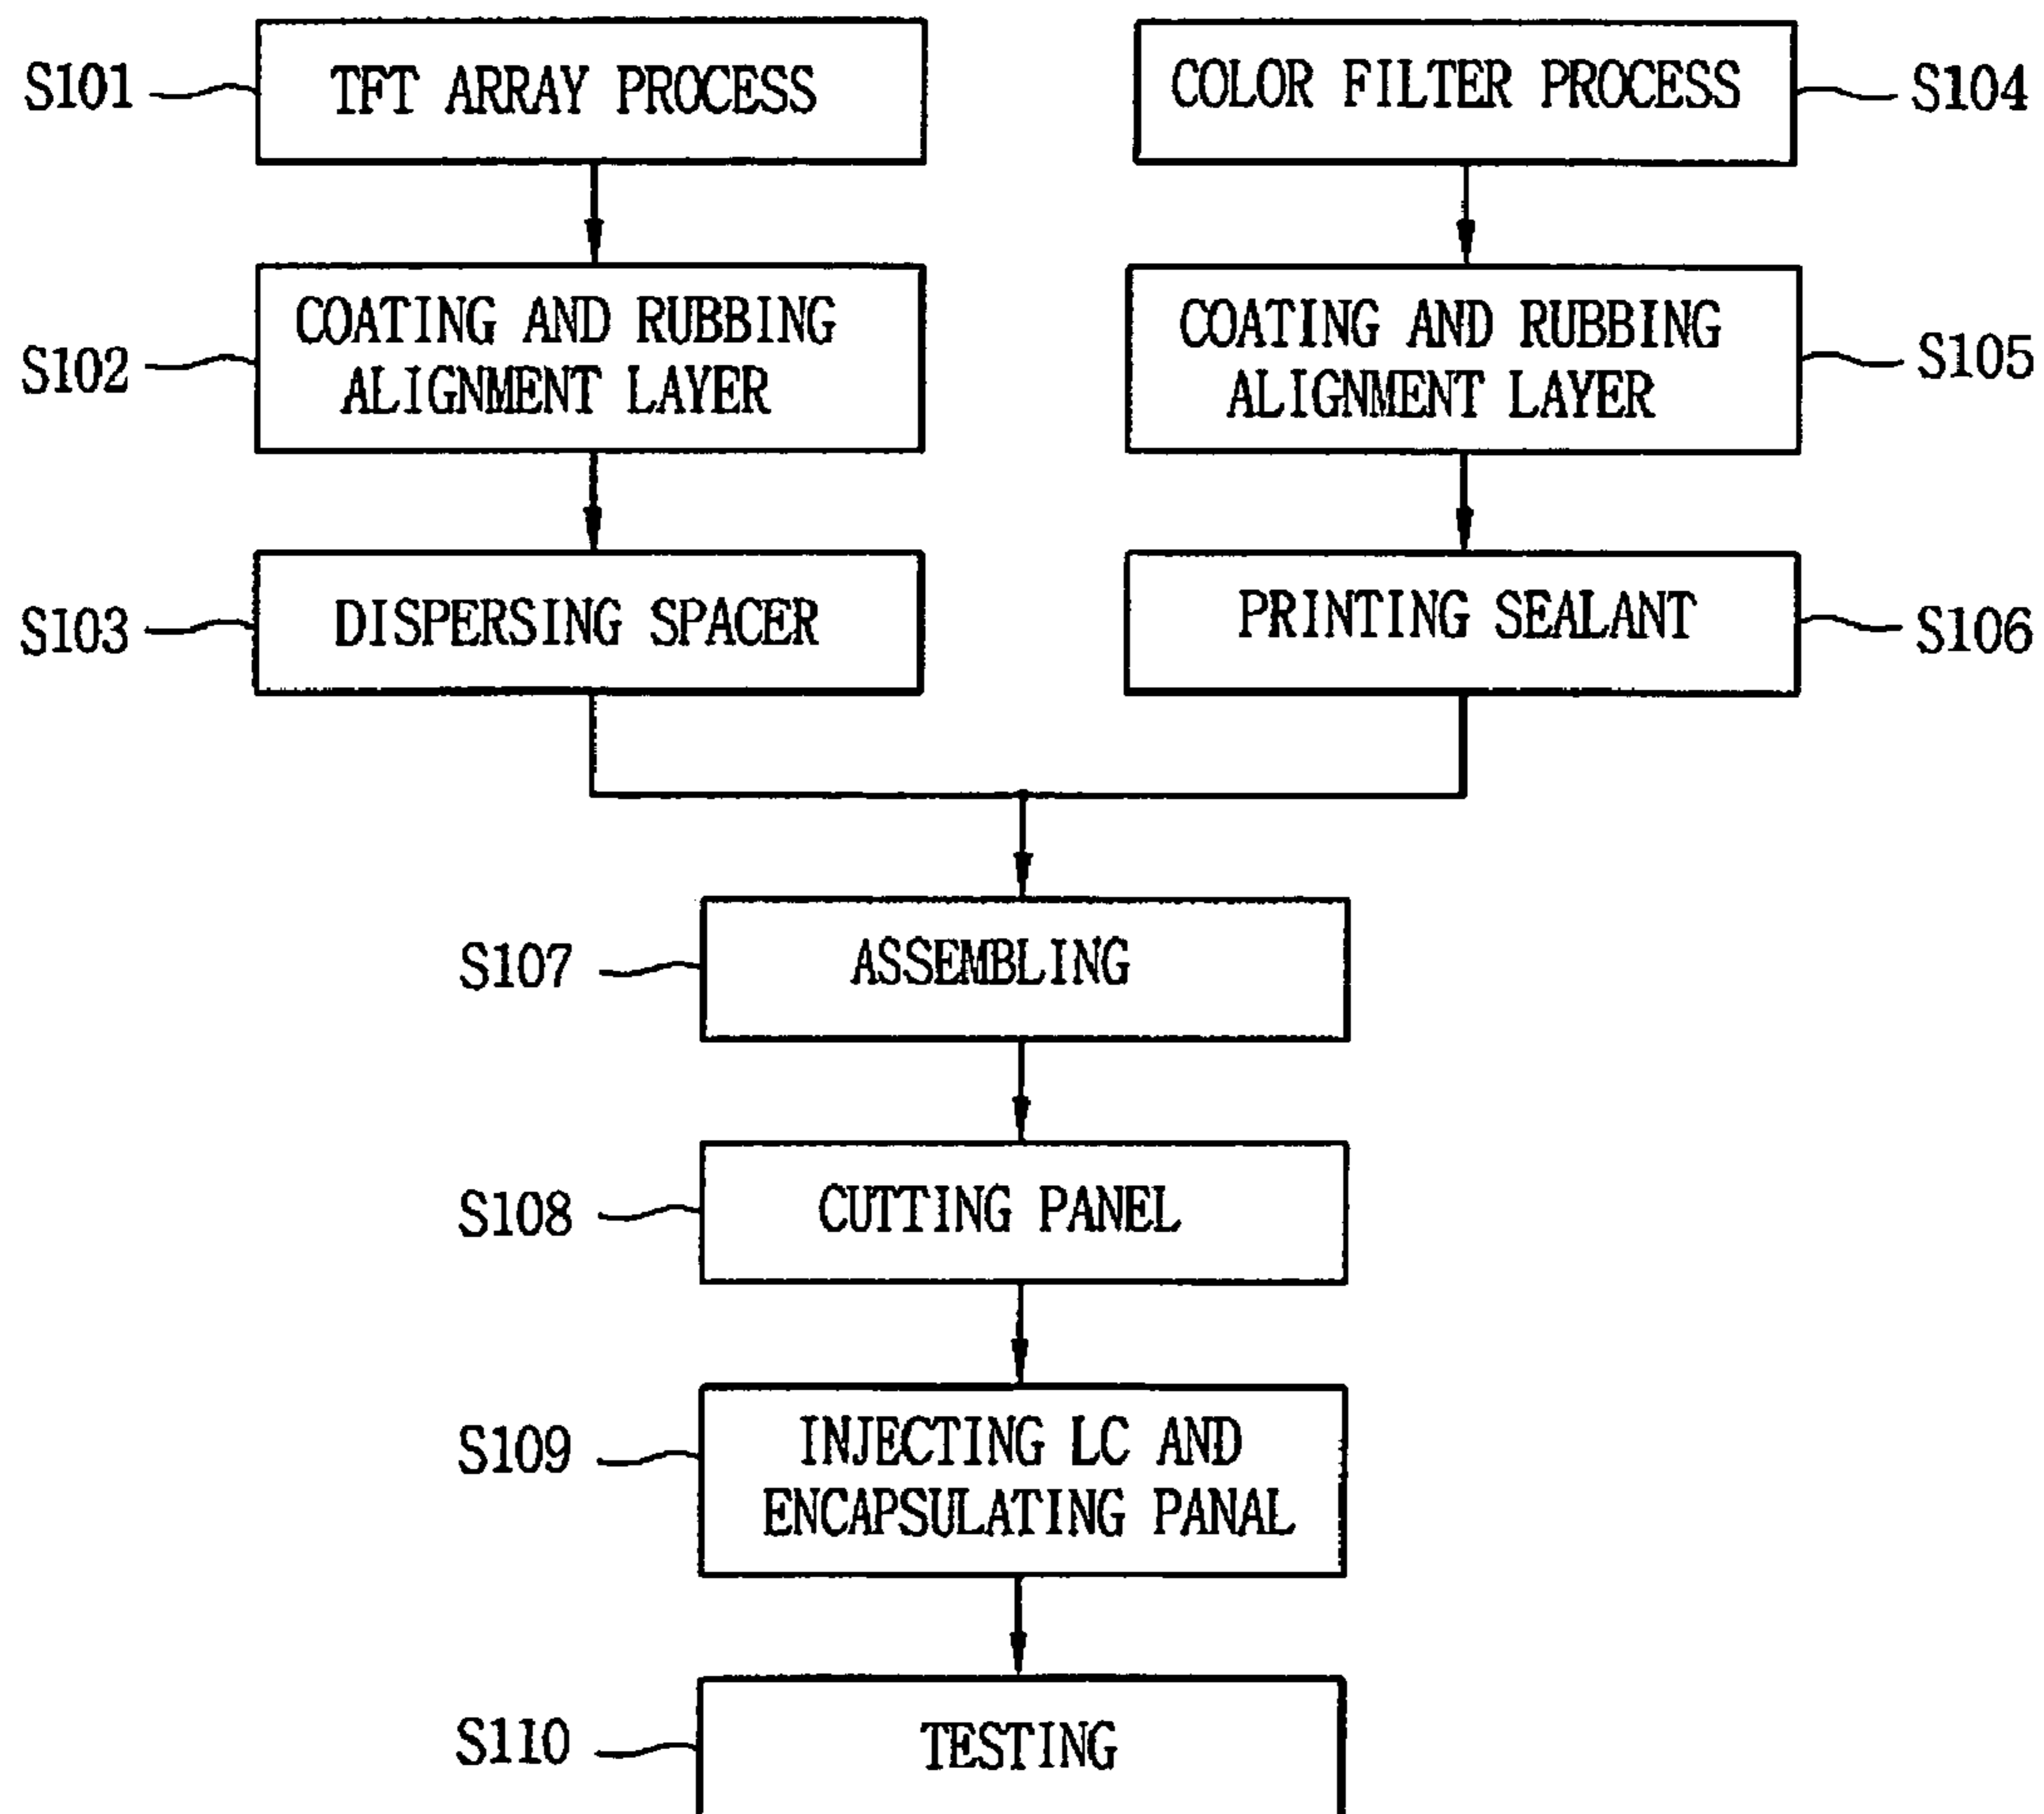 S101
TFT ARRAY PROCESS
COLOR FILTER PROCESS
S104
S102
COATING AND RUBBING
ALIGNMENT LAYER
COATING AND RUBBING
ALIGNMENT LAYER
S105
S103
DISPERSING SPACER
PRINTING SEALANT
S106
S107
ASSEMBLING
S108
CUTTING PANEL
S109
INJECTING LC AND
ENCAPSULATING PANAL
S110
TESTING